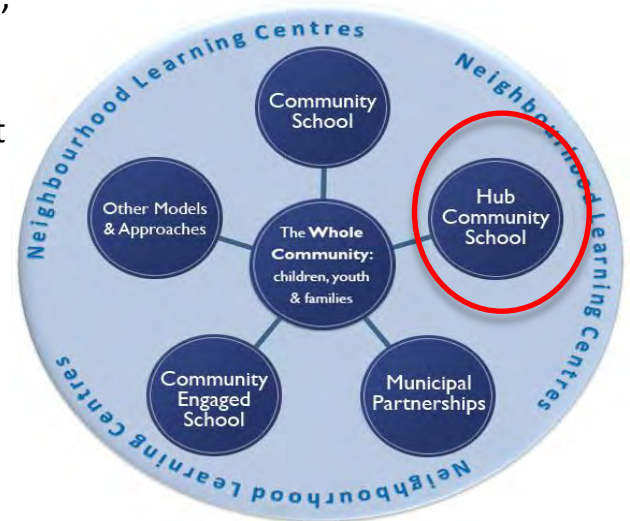 ,
t
Neighbourhood Learning Centres
Neighbourhood Learning Centres
Neighbourhood Learning Centres
Community
School
Hub
Community
School
Municipal
Partnerships
Community
Engaged
School
Other Models
& Approaches
The Whole
Community:
children, youth
& families